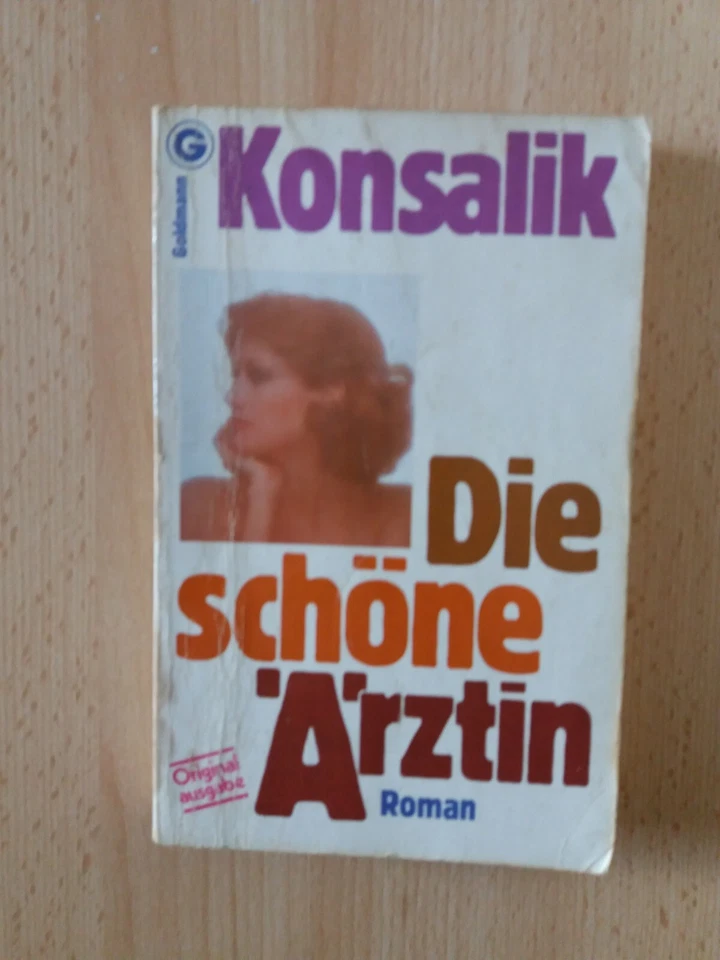 G
Goldmann
Konsalik
Die
schöne
Ärztin
Original
ausgabe
Roman